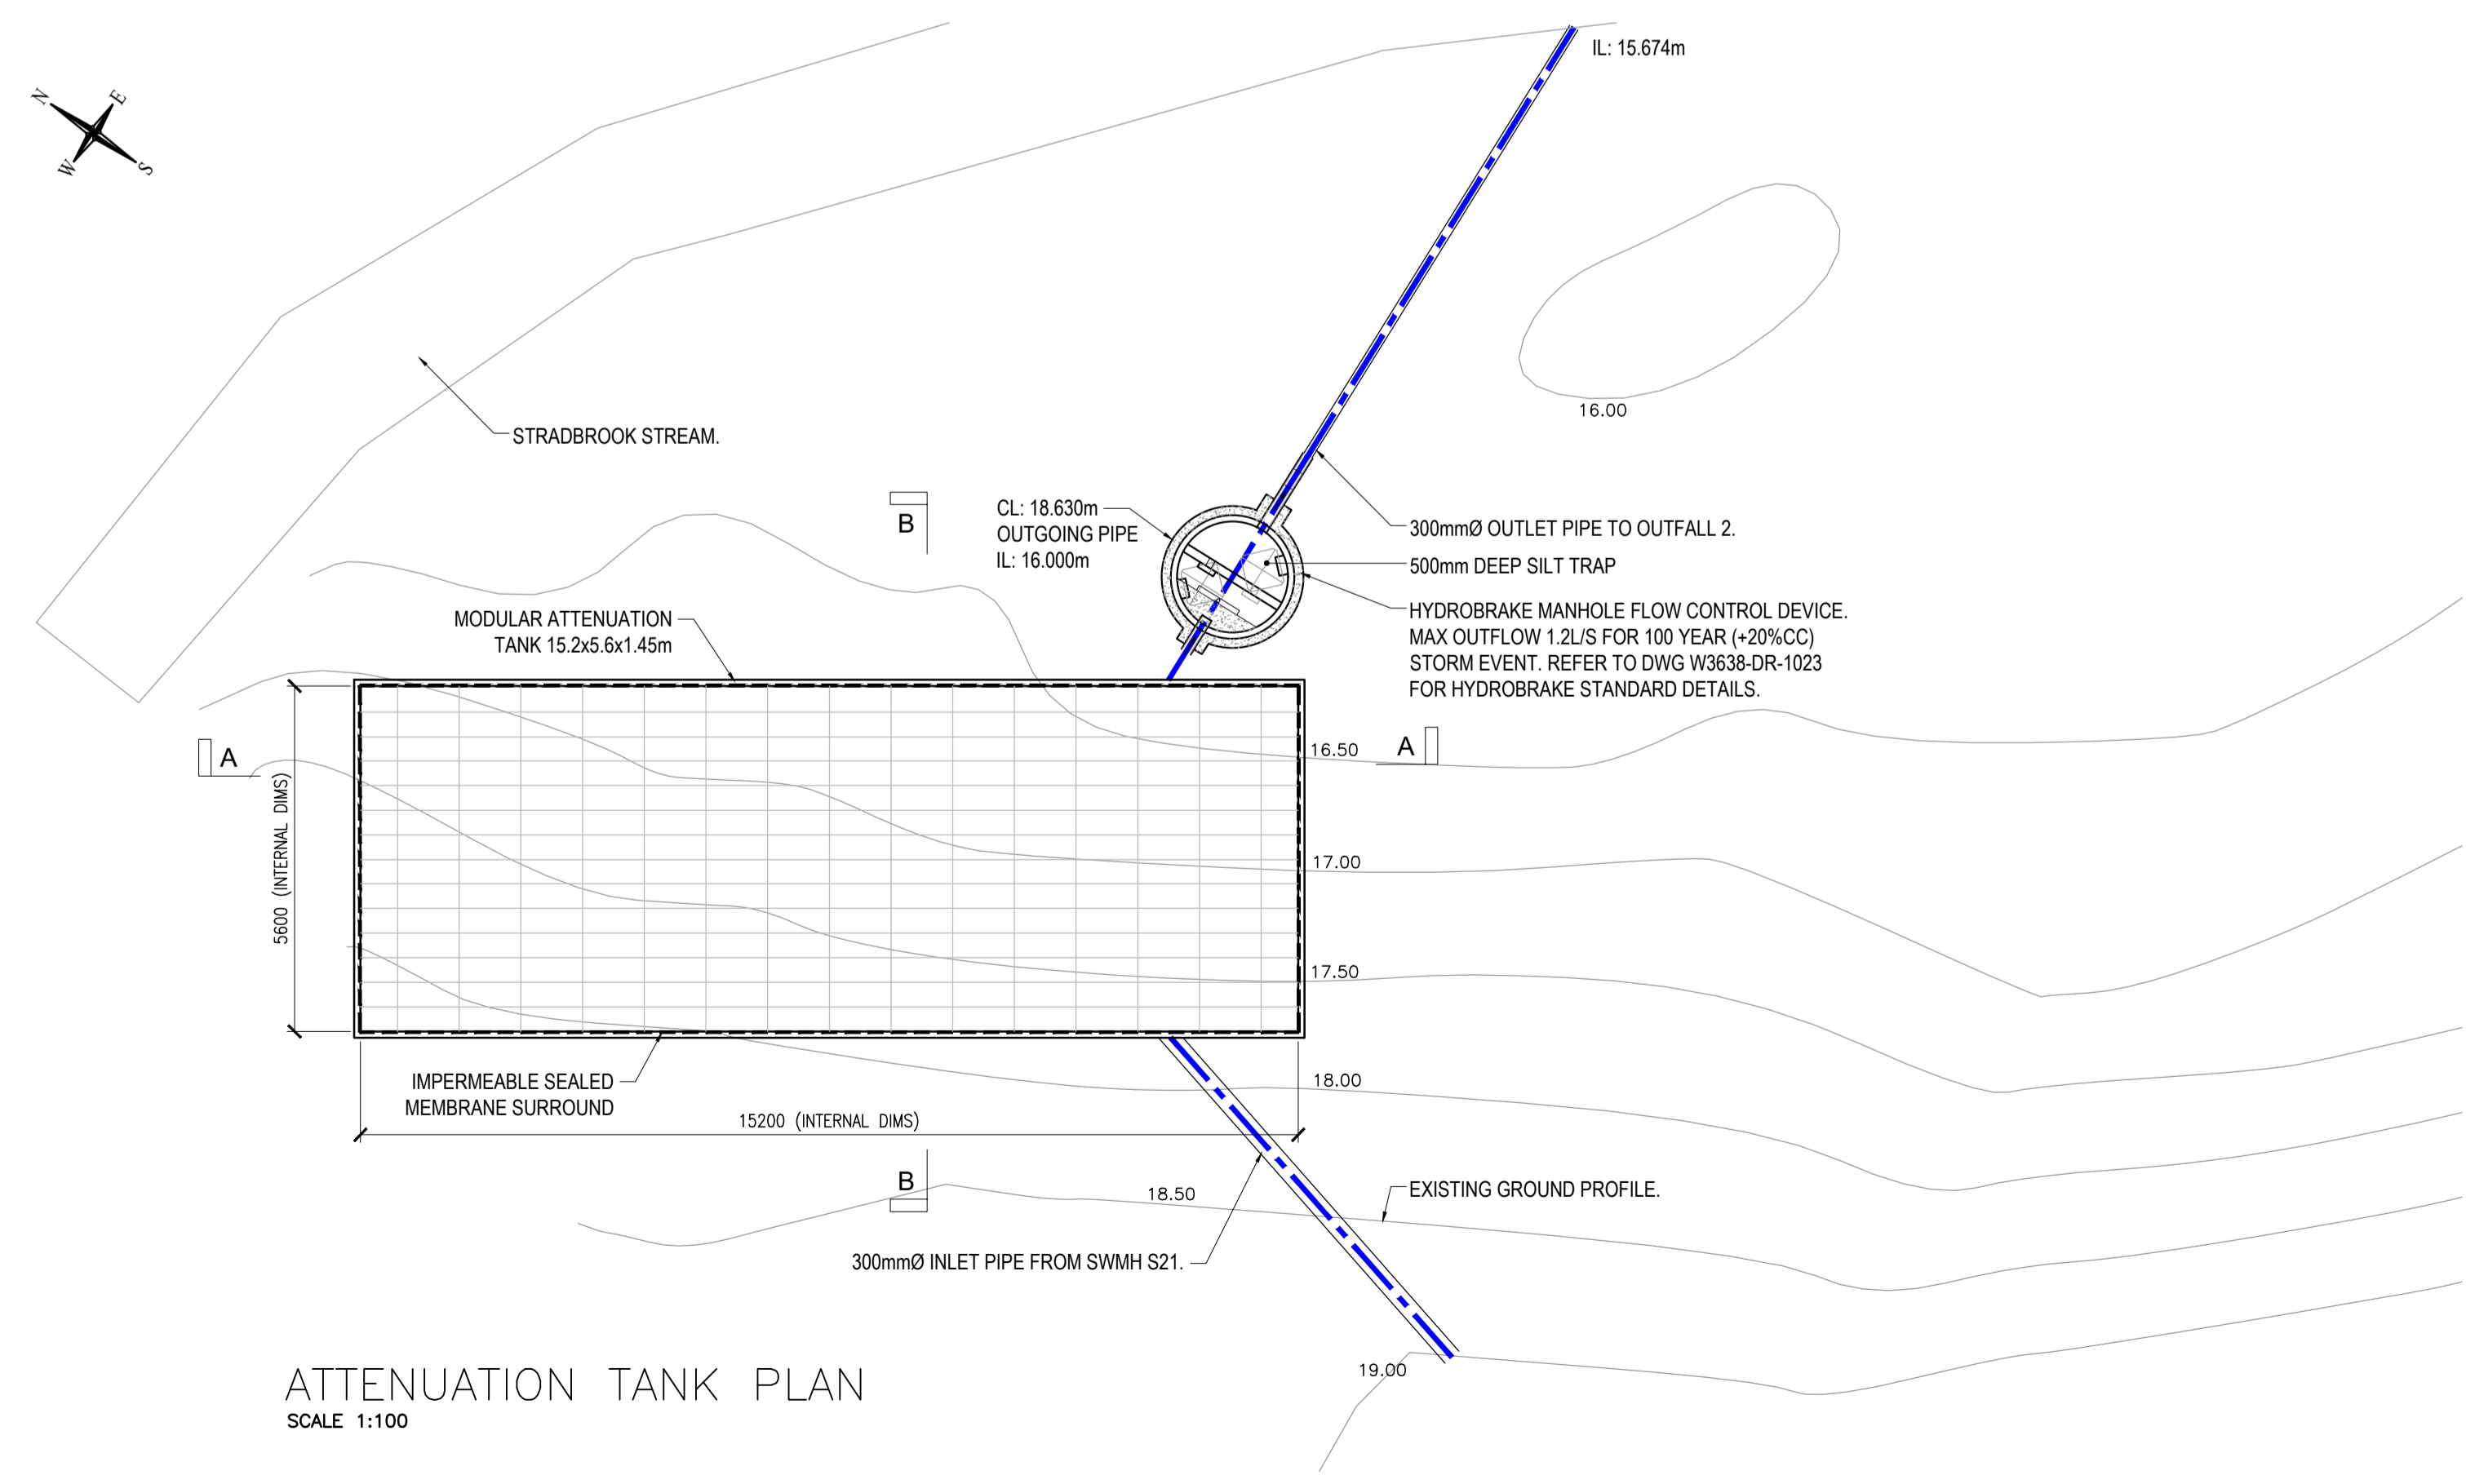 IL: 15.674m
N
E
W
S
16.00
STRADBROOK STREAM.
B
CL: 18.630m
OUTGOING PIPE
IL: 16.000m
300mmØ OUTLET PIPE TO OUTFALL 2.
500mm DEEP SILT TRAP
HYDROBRAKE MANHOLE FLOW CONTROL DEVICE.
MAX OUTFLOW 1.2L/S FOR 100 YEAR (+20%CC)
STORM EVENT. REFER TO DWG W3638-DR-1023
FOR HYDROBRAKE STANDARD DETAILS.
MODULAR ATTENUATION
TANK 15.2x5.6x1.45m
A
16.50
A
5600 (INTERNAL DIMS)
17.00
17.50
18.00
IMPERMEABLE SEALED
MEMBRANE SURROUND
15200 (INTERNAL DIMS)
B
18.50
EXISTING GROUND PROFILE.
300mmØ INLET PIPE FROM SWMH S21.
19.00
ATTENUATION TANK PLAN
SCALE 1:100